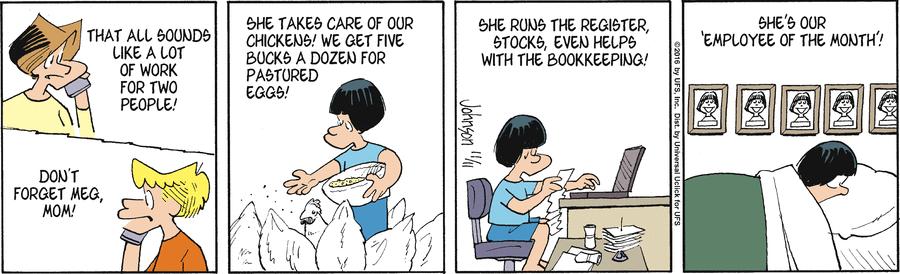 THAT ALL SOUNDS
LIKE A LOT
OF WORK
FOR TWO
PEOPLE!
DON'T
FORGET MEG,
MOM!
SHE TAKES CARE OF OUR
CHICKENS! WE GET FIVE
BUCKS A DOZEN FOR
PASTURED
EGGS!
SHE RUNS THE REGISTER,
STOCKS, EVEN HELPS
WITH THE BOOKKEEPING!
Johnson 11/11
©2016 by UFS, Inc. Dist. by Universal Uclick for UFS
SHE'S OUR
'EMPLOYEE OF THE MONTH'!